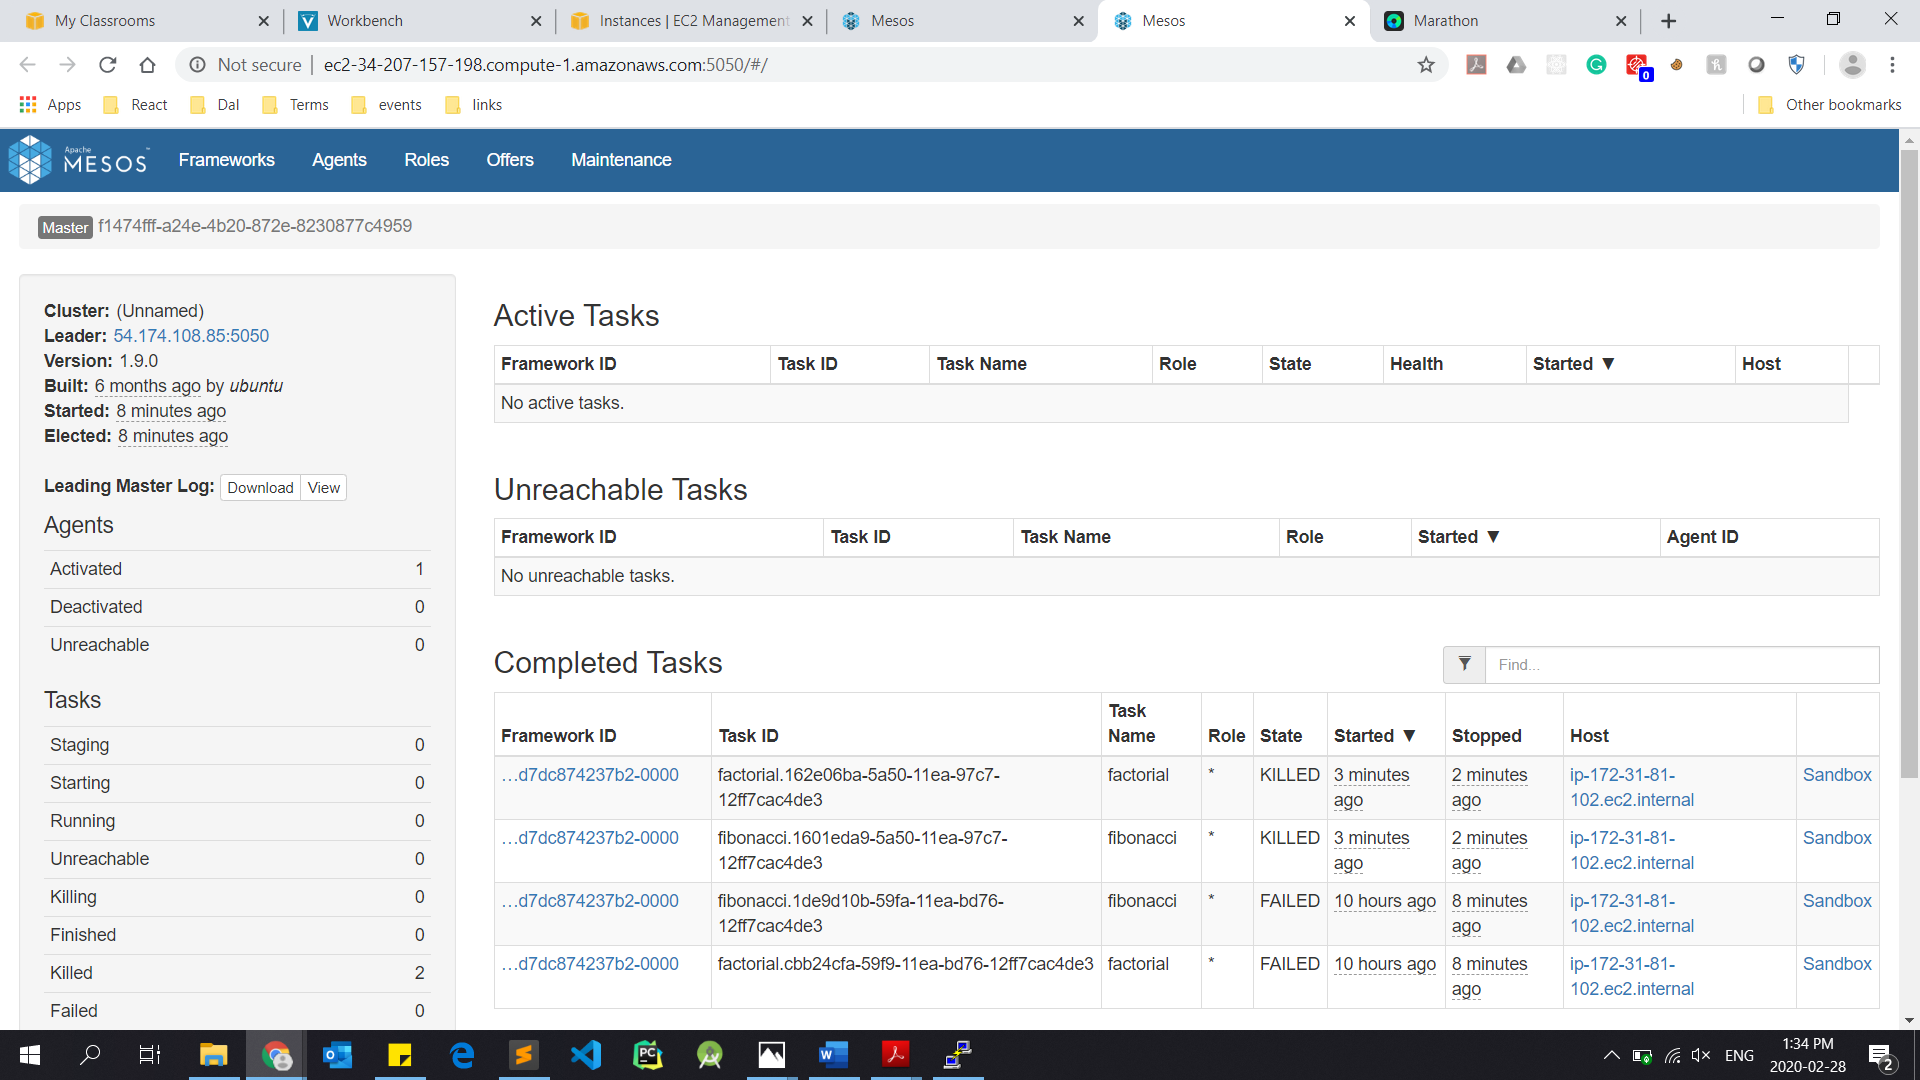 My Classrooms
Workbench
Instances | EC2 Management
Mesos
Mesos
Marathon
Not secure
ec2-34-207-157-198.compute-1.amazonaws.com:5050/#/
0
Apps
React
Dal
Terms
events
links
Other bookmarks
Apache
MESOS™
Frameworks
Agents
Roles
Offers
Maintenance
Master f1474fff-a24e-4b20-872e-8230877c4959
Cluster: (Unnamed)
Leader: 54.174.108.85:5050
Version: 1.9.0
Built: 6 months ago by ubuntu
Started: 8 minutes ago
Elected: 8 minutes ago
Leading Master Log: Download View
Agents
Activated 1
Deactivated 0
Unreachable 0
Tasks
Staging 0
Starting 0
Running 0
Unreachable 0
Killing 0
Finished 0
Killed 2
Failed 0
Active Tasks
Framework ID Task ID Task Name Role State Health Started ▼ Host
No active tasks.
Unreachable Tasks
Framework ID Task ID Task Name Role Started ▼ Agent ID
No unreachable tasks.
Completed Tasks
Find...
Framework ID Task ID Task Name Role State Started ▼ Stopped Host
…d7dc874237b2-0000 factorial.162e06ba-5a50-11ea-97c7-12ff7cac4de3 factorial * KILLED 3 minutes ago 2 minutes ago ip-172-31-81-102.ec2.internal Sandbox
…d7dc874237b2-0000 fibonacci.1601eda9-5a50-11ea-97c7-12ff7cac4de3 fibonacci * KILLED 3 minutes ago 2 minutes ago ip-172-31-81-102.ec2.internal Sandbox
…d7dc874237b2-0000 fibonacci.1de9d10b-59fa-11ea-bd76-12ff7cac4de3 fibonacci * FAILED 10 hours ago 8 minutes ago ip-172-31-81-102.ec2.internal Sandbox
…d7dc874237b2-0000 factorial.cbb24cfa-59f9-11ea-bd76-12ff7cac4de3 factorial * FAILED 10 hours ago 8 minutes ago ip-172-31-81-102.ec2.internal Sandbox
ENG
1:34 PM
2020-02-28
2